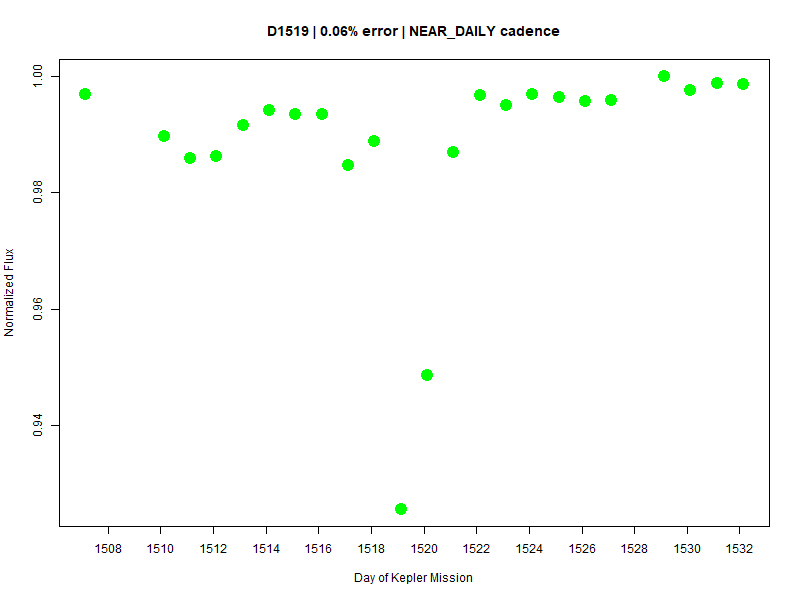 D1519 | 0.06% error | NEAR_DAILY cadence
1.00
0.98
0.96
0.94
Normalized Flux
1508 1510 1512 1514 1516 1518 1520 1522 1524 1526 1528 1530 1532
Day of Kepler Mission